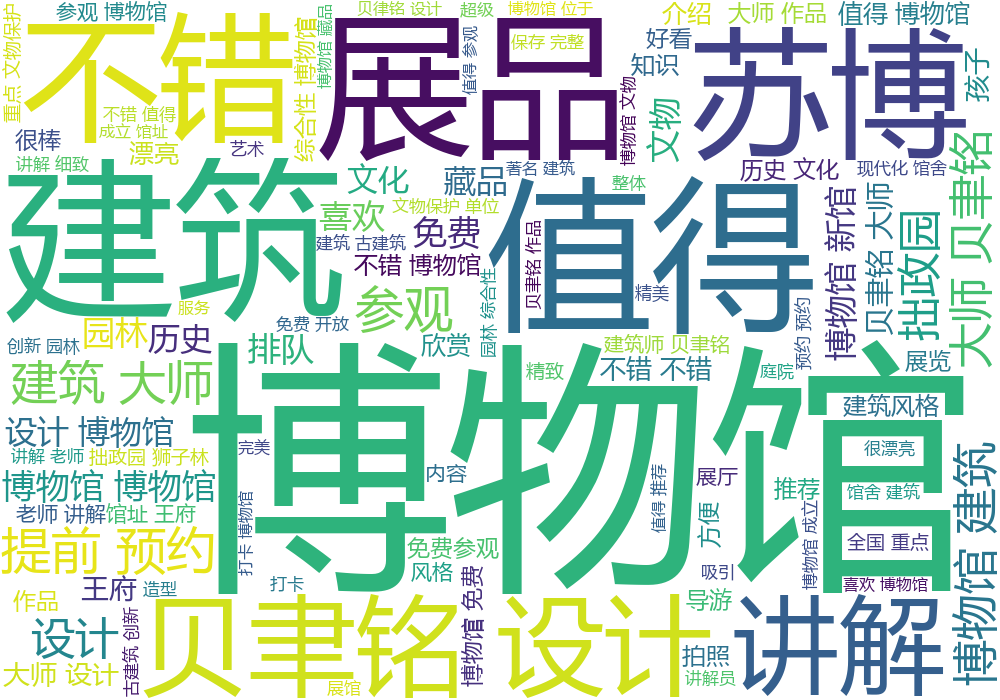 参观 博物馆
重点 文物保护
不错
综合性 博物馆
博物馆 藏品
展品
贝律铭 设计
超级
博物馆 位于
保存 完整
值得 参观
介绍
大师 作品
值得 博物馆
好看
知识
苏博
孩子
不错 值得
成立 馆址
很棒
漂亮
艺术
讲解 细致
博物馆 文物
文物
著名 建筑
历史 文化
现代化 馆舍
建筑
文化
藏品
整体
喜欢
文物保护 单位
免费
建筑 古建筑
不错 博物馆
值得
贝聿铭 作品
博物馆 新馆
贝聿铭 大师
拙政园
大师 贝聿铭
园林 综合性
精美
参观
服务
园林
历史
免费 开放
预约 预约
创新 园林
排队
欣赏
建筑师 贝聿铭
展览
建筑 大师
精致
不错 不错
庭院
博物馆
建筑风格
设计 博物馆
完美
很漂亮
讲解 老师
拙政园 狮子林
内容
展厅
值得 推荐
推荐
馆舍 建筑
博物馆 建筑
博物馆 博物馆
打卡 博物馆
老师 讲解
馆址 王府
方便
博物馆 成立
提前 预约
免费参观
全国 重点
风格
吸引
王府
造型
打卡
博物馆 免费
喜欢 博物馆
作品
古建筑 创新
贝聿铭
设计
导游
讲解
设计
拍照
大师 设计
展馆
讲解员